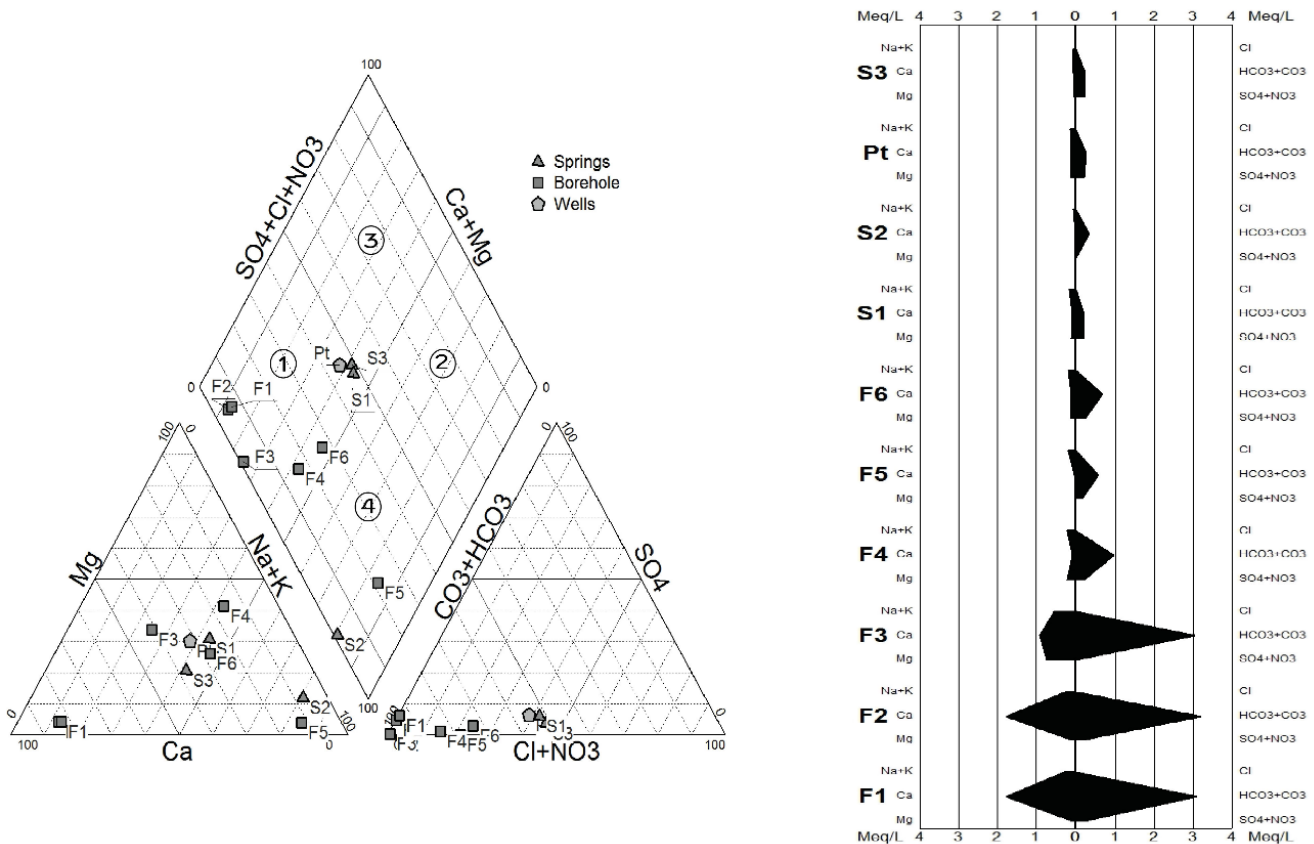 100
SO4+Cl+NO3
Ca+Mg
Springs
Borehole
Wells
3
1
2
4
Pt
S3
S1
0
0
F2
F1
F3
F6
F4
F5
S2
100
100
0
Mg
Na+K
F4
F3
S1
F6
S3
S2
F1
F5
0
100
100
Ca
0
CO3+HCO3
SO4
0
100
F1
F4
F5
F6
S1
0
100
Cl+NO3
100
Meq/L 4 3 2 1 0 1 2 3 4 Meq/L
Na+K Cl
S3 Ca HCO3+CO3
Mg SO4+NO3
Na+K Cl
Pt Ca HCO3+CO3
Mg SO4+NO3
Na+K Cl
S2 Ca HCO3+CO3
Mg SO4+NO3
Na+K Cl
S1 Ca HCO3+CO3
Mg SO4+NO3
Na+K Cl
F6 Ca HCO3+CO3
Mg SO4+NO3
Na+K Cl
F5 Ca HCO3+CO3
Mg SO4+NO3
Na+K Cl
F4 Ca HCO3+CO3
Mg SO4+NO3
Na+K Cl
F3 Ca HCO3+CO3
Mg SO4+NO3
Na+K Cl
F2 Ca HCO3+CO3
Mg SO4+NO3
Na+K Cl
F1 Ca HCO3+CO3
Mg SO4+NO3
Meq/L 4 3 2 1 0 1 2 3 4 Meq/L